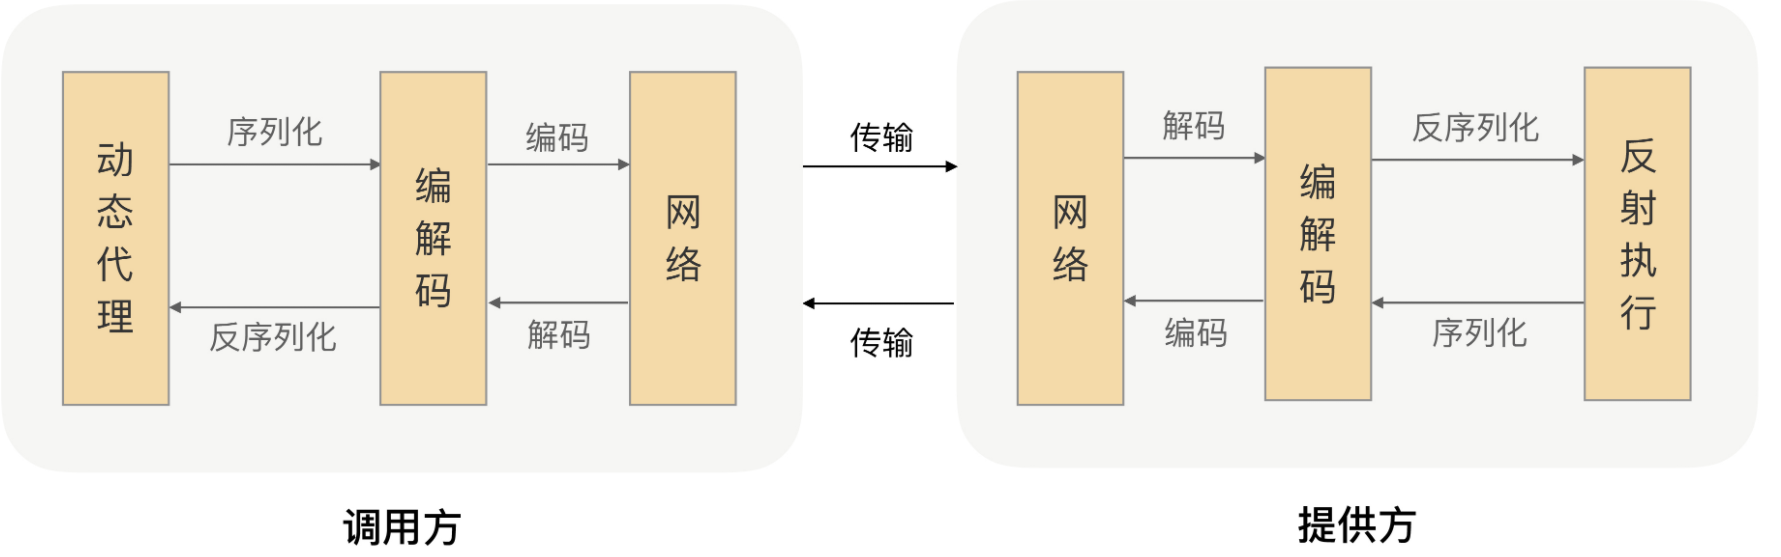 动态代理
序列化
反序列化
编解码
编码
解码
网络
传输
传输
网络
解码
编码
编解码
反序列化
序列化
反射执行
调用方
提供方